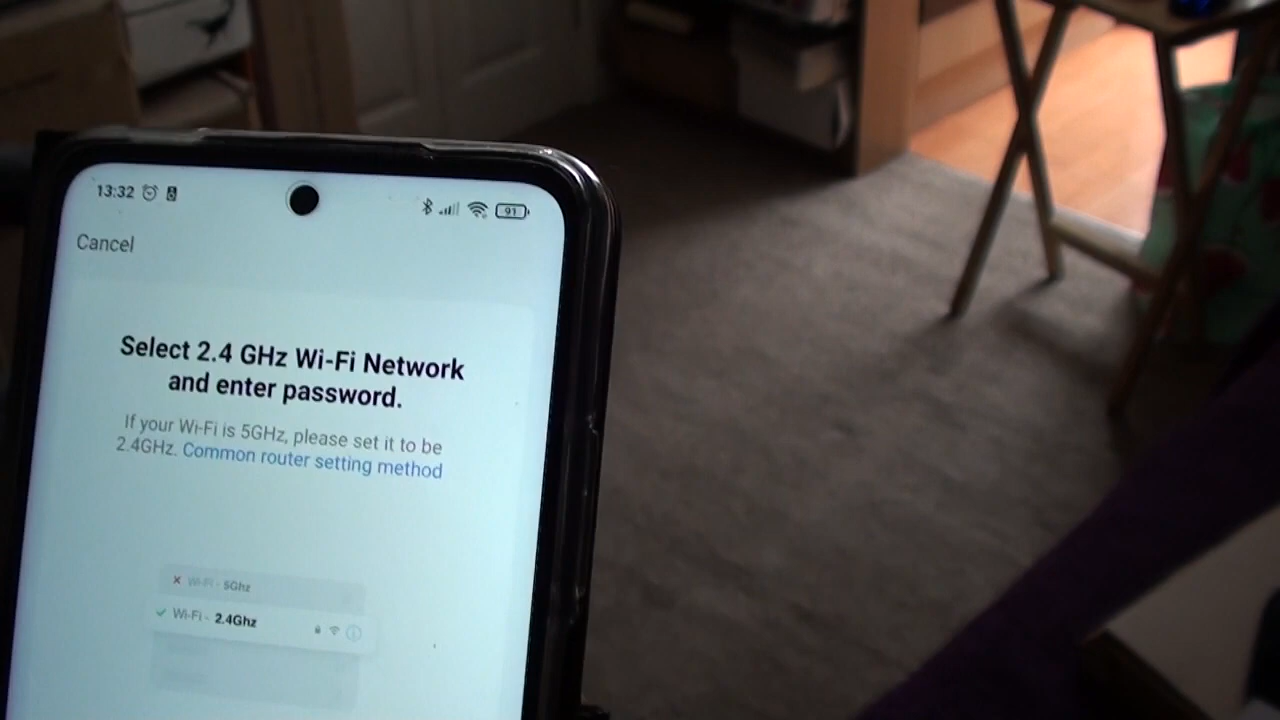 13:32
91
Cancel
Select 2.4 GHz Wi-Fi Network
and enter password.
If your Wi-Fi is 5GHz, please set it to be
2.4GHz. Common router setting method
Wi-Fi - 5Ghz
Wi-Fi - 2.4Ghz